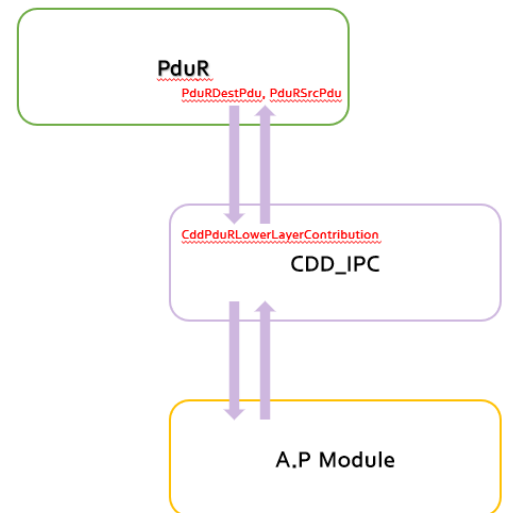 PduR
PduRDestPdu, PduRSrcPdu
CddPduRLowerLayerContribution
CDD_IPC
A.P Module